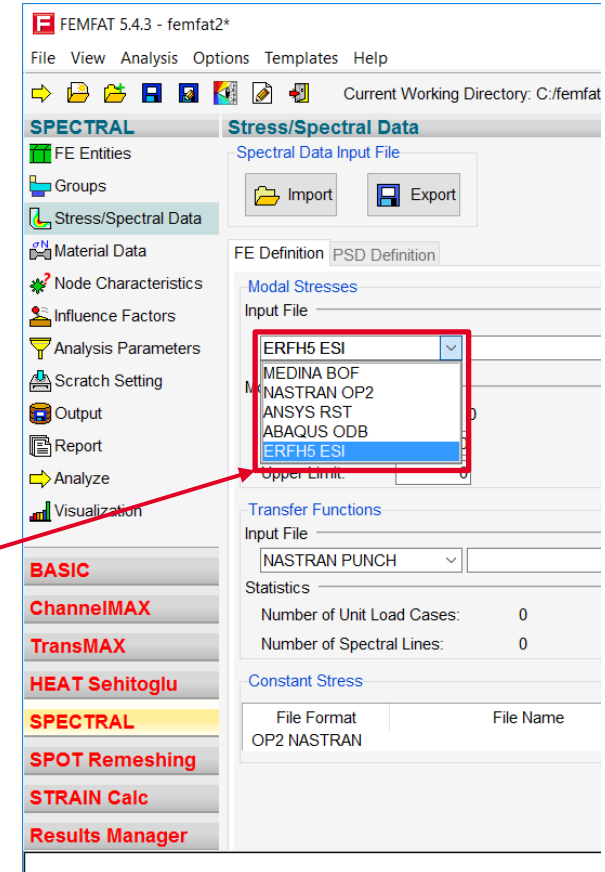 FEMFAT 5.4.3 - femfat2*
File View Analysis Options Templates Help
Current Working Directory: C:/femfat
SPECTRAL
FE Entities
Groups
Stress/Spectral Data
σN Material Data
Node Characteristics
Influence Factors
Analysis Parameters
Scratch Setting
Output
Report
Analyze
Visualization
BASIC
ChannelMAX
TransMAX
HEAT Sehitoglu
SPECTRAL
SPOT Remeshing
STRAIN Calc
Results Manager
Stress/Spectral Data
Spectral Data Input File
Import Export
FE Definition PSD Definition
Modal Stresses
Input File
ERFH5 ESI
MEDINA BOF
NASTRAN OP2
ANSYS RST
ABAQUS ODB
ERFH5 ESI
Upper Limit: 0
Transfer Functions
Input File
NASTRAN PUNCH
Statistics
Number of Unit Load Cases: 0
Number of Spectral Lines: 0
Constant Stress
File Format File Name
OP2 NASTRAN